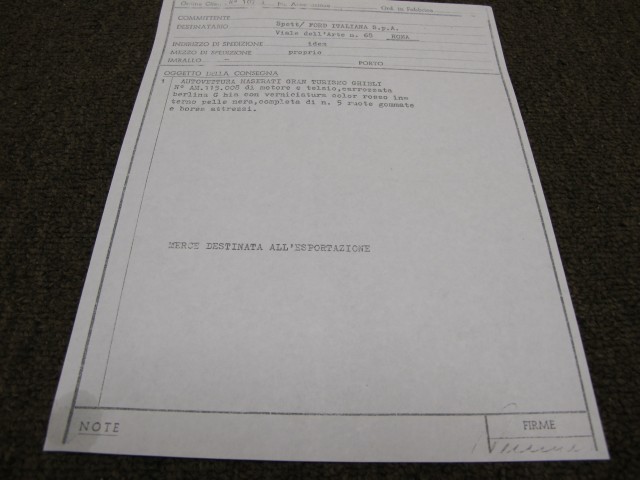 COMMITTENTE
DESTINATARIO Spett/ FORD ITALIANA S.p.A.
Viale dell'Arte n. 68 ROMA
INDIRIZZO DI SPEDIZIONE idem
MEZZO DI SPEDIZIONE proprio
IMBALLO - PORTO
OGGETTO DELLA CONSEGNA
AUTOVETTURA MASERATI GRAN TURISMO GHIBLI
N° AM.115.008 di motore e telaio, carrozzata
berlina G bis con verniciatura color rosso in=
terno pelle nera, completa di n. 5 ruote gommate
e borsa attrezzi.
MERCE DESTINATA ALL'ESPORTAZIONE
NOTE
FIRME